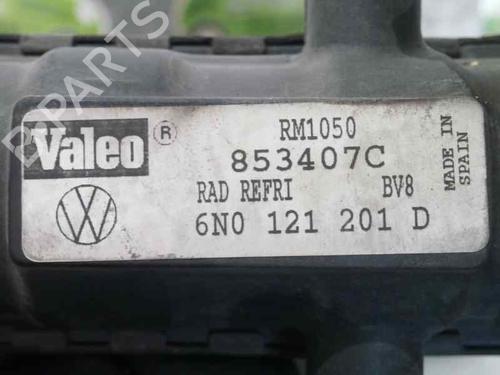 B-PARTS
Valeo ®
RM1050
853407C
RAD REFRI BV8
6N0 121 201 D
MADE IN
SPAIN